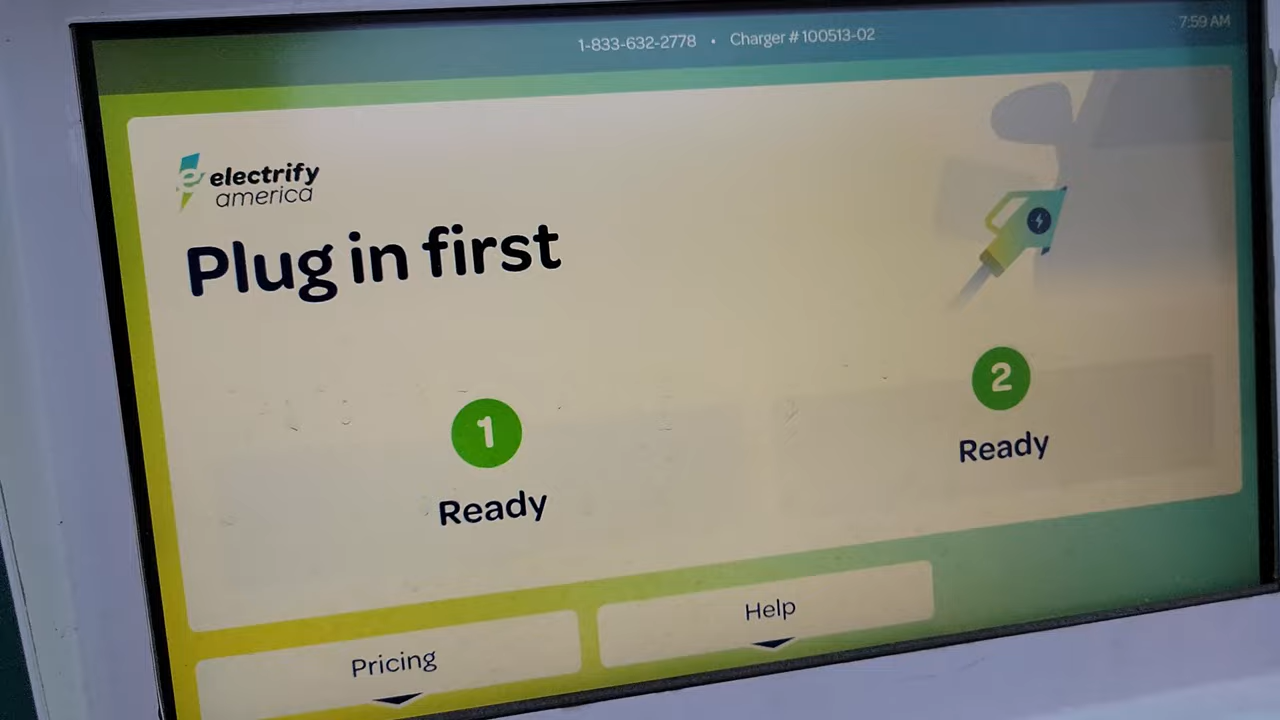 1-833-632-2778 • Charger # 100513-02
7:59 AM
electrify
america
Plug in first
1
Ready
2
Ready
Pricing
Help